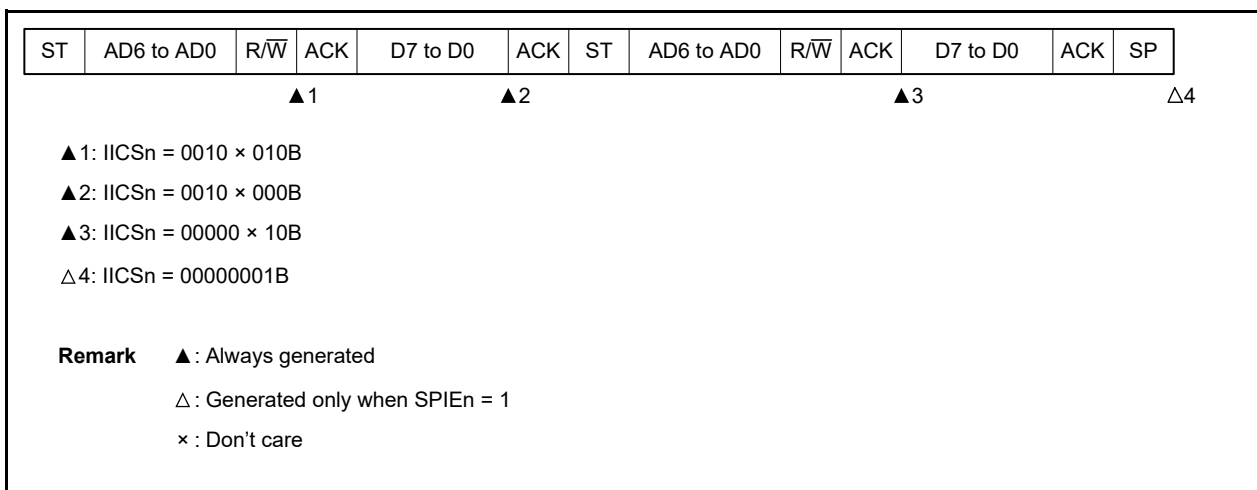 ST AD6 to AD0 R/W̅ ACK D7 to D0 ACK ST AD6 to AD0 R/W̅ ACK D7 to D0 ACK SP
▲1 ▲2 ▲3 △4
▲1: IICSn = 0010 × 010B
▲2: IICSn = 0010 × 000B
▲3: IICSn = 00000 × 10B
△4: IICSn = 00000001B
Remark ▲: Always generated
△: Generated only when SPIEn = 1
×: Don't care